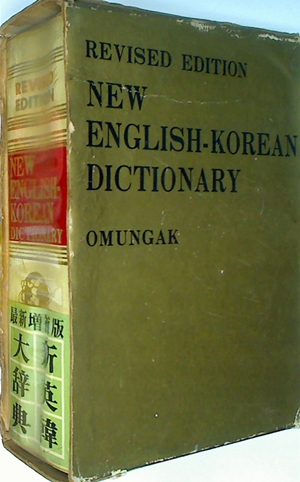 REVISED EDITION
NEW
ENGLISH-KOREAN
DICTIONARY
OMUNGAK
REVISED
EDITION
NEW
ENGLISH-
KOREAN
DICTIONARY
最新增補版
新英韓
大辞典